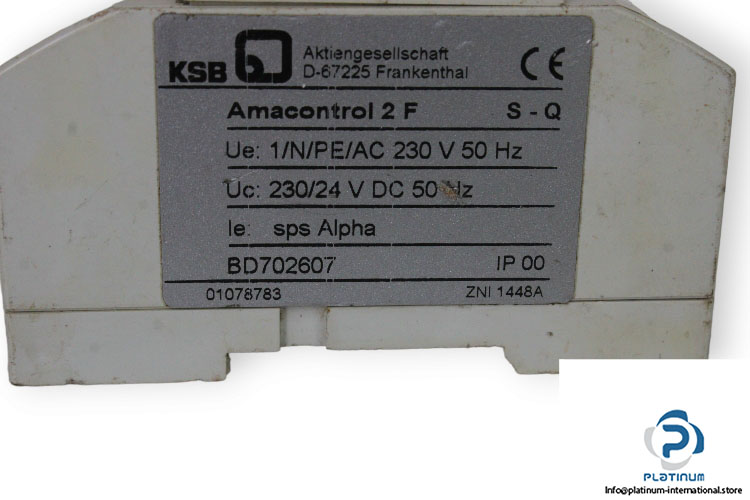 KSB Aktiengesellschaft
D-67225 Frankenthal
CE
Amacontrol 2 F S - Q
Ue: 1/N/PE/AC 230 V 50 Hz
Uc: 230/24 V DC 50 Hz
Ie: sps Alpha
BD702607 IP 00
01078783 ZNI 1448A
PLATINUM
Info@platinum-international.store